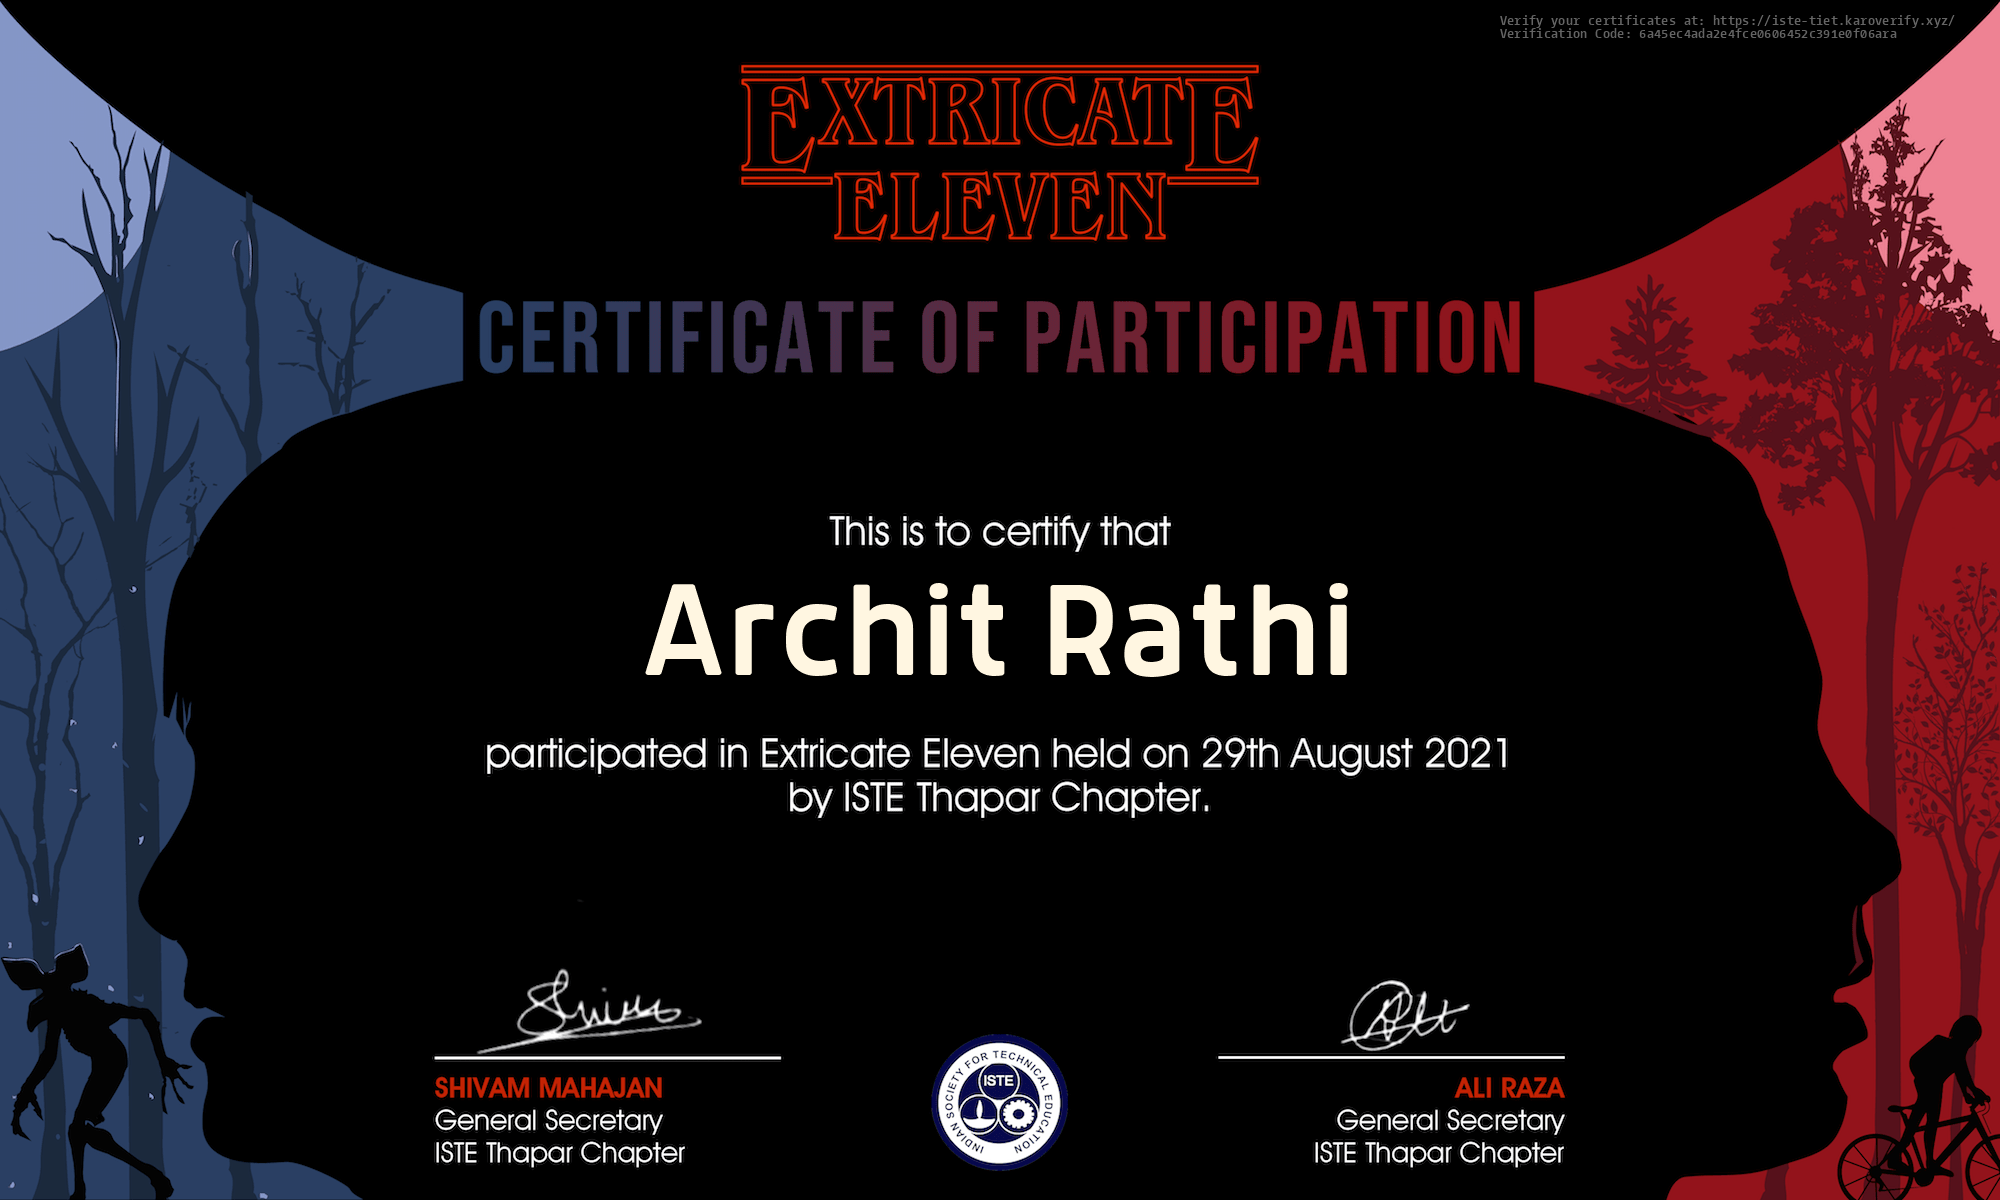 Verify your certificates at: https://iste-tiet.karoverify.xyz/
Verification Code: 6a45ec4ada2e4fce0606452c391e0f06ara
EXTRICATE
ELEVEN
CERTIFICATE OF PARTICIPATION
This is to certify that
Archit Rathi
participated in Extricate Eleven held on 29th August 2021
by ISTE Thapar Chapter.
SHIVAM MAHAJAN
General Secretary
ISTE Thapar Chapter
INDIAN SOCIETY FOR TECHNICAL EDUCATION
ISTE
ALI RAZA
General Secretary
ISTE Thapar Chapter